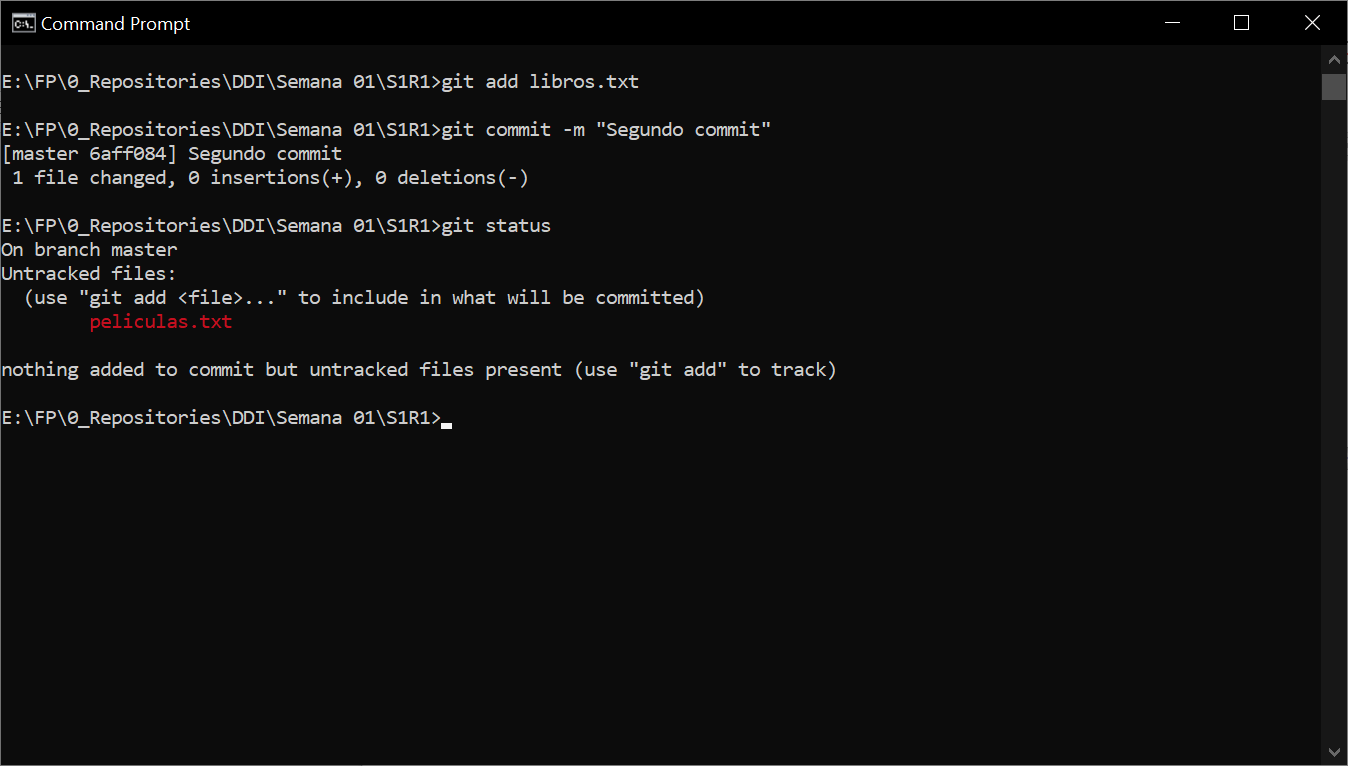 Command Prompt
E:\FP\0_Repositories\DDI\Semana 01\S1R1>git add libros.txt
E:\FP\0_Repositories\DDI\Semana 01\S1R1>git commit -m "Segundo commit"
[master 6aff084] Segundo commit
 1 file changed, 0 insertions(+), 0 deletions(-)
E:\FP\0_Repositories\DDI\Semana 01\S1R1>git status
On branch master
Untracked files:
  (use "git add <file>..." to include in what will be committed)
        peliculas.txt
nothing added to commit but untracked files present (use "git add" to track)
E:\FP\0_Repositories\DDI\Semana 01\S1R1>